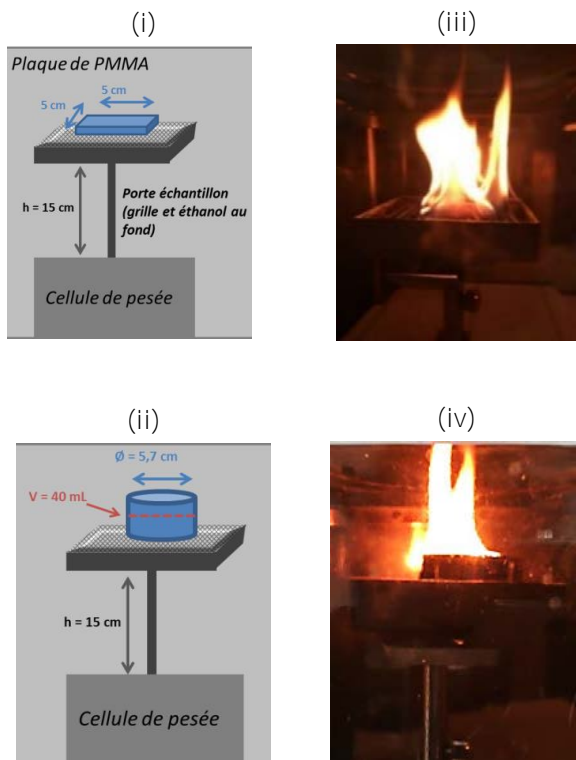 (i)
Plaque de PMMA
5 cm
5 cm
h = 15 cm
Porte échantillon
(grille et éthanol au
fond)
Cellule de pesée
(iii)
(ii)
Ø = 5,7 cm
V = 40 mL
h = 15 cm
Cellule de pesée
(iv)